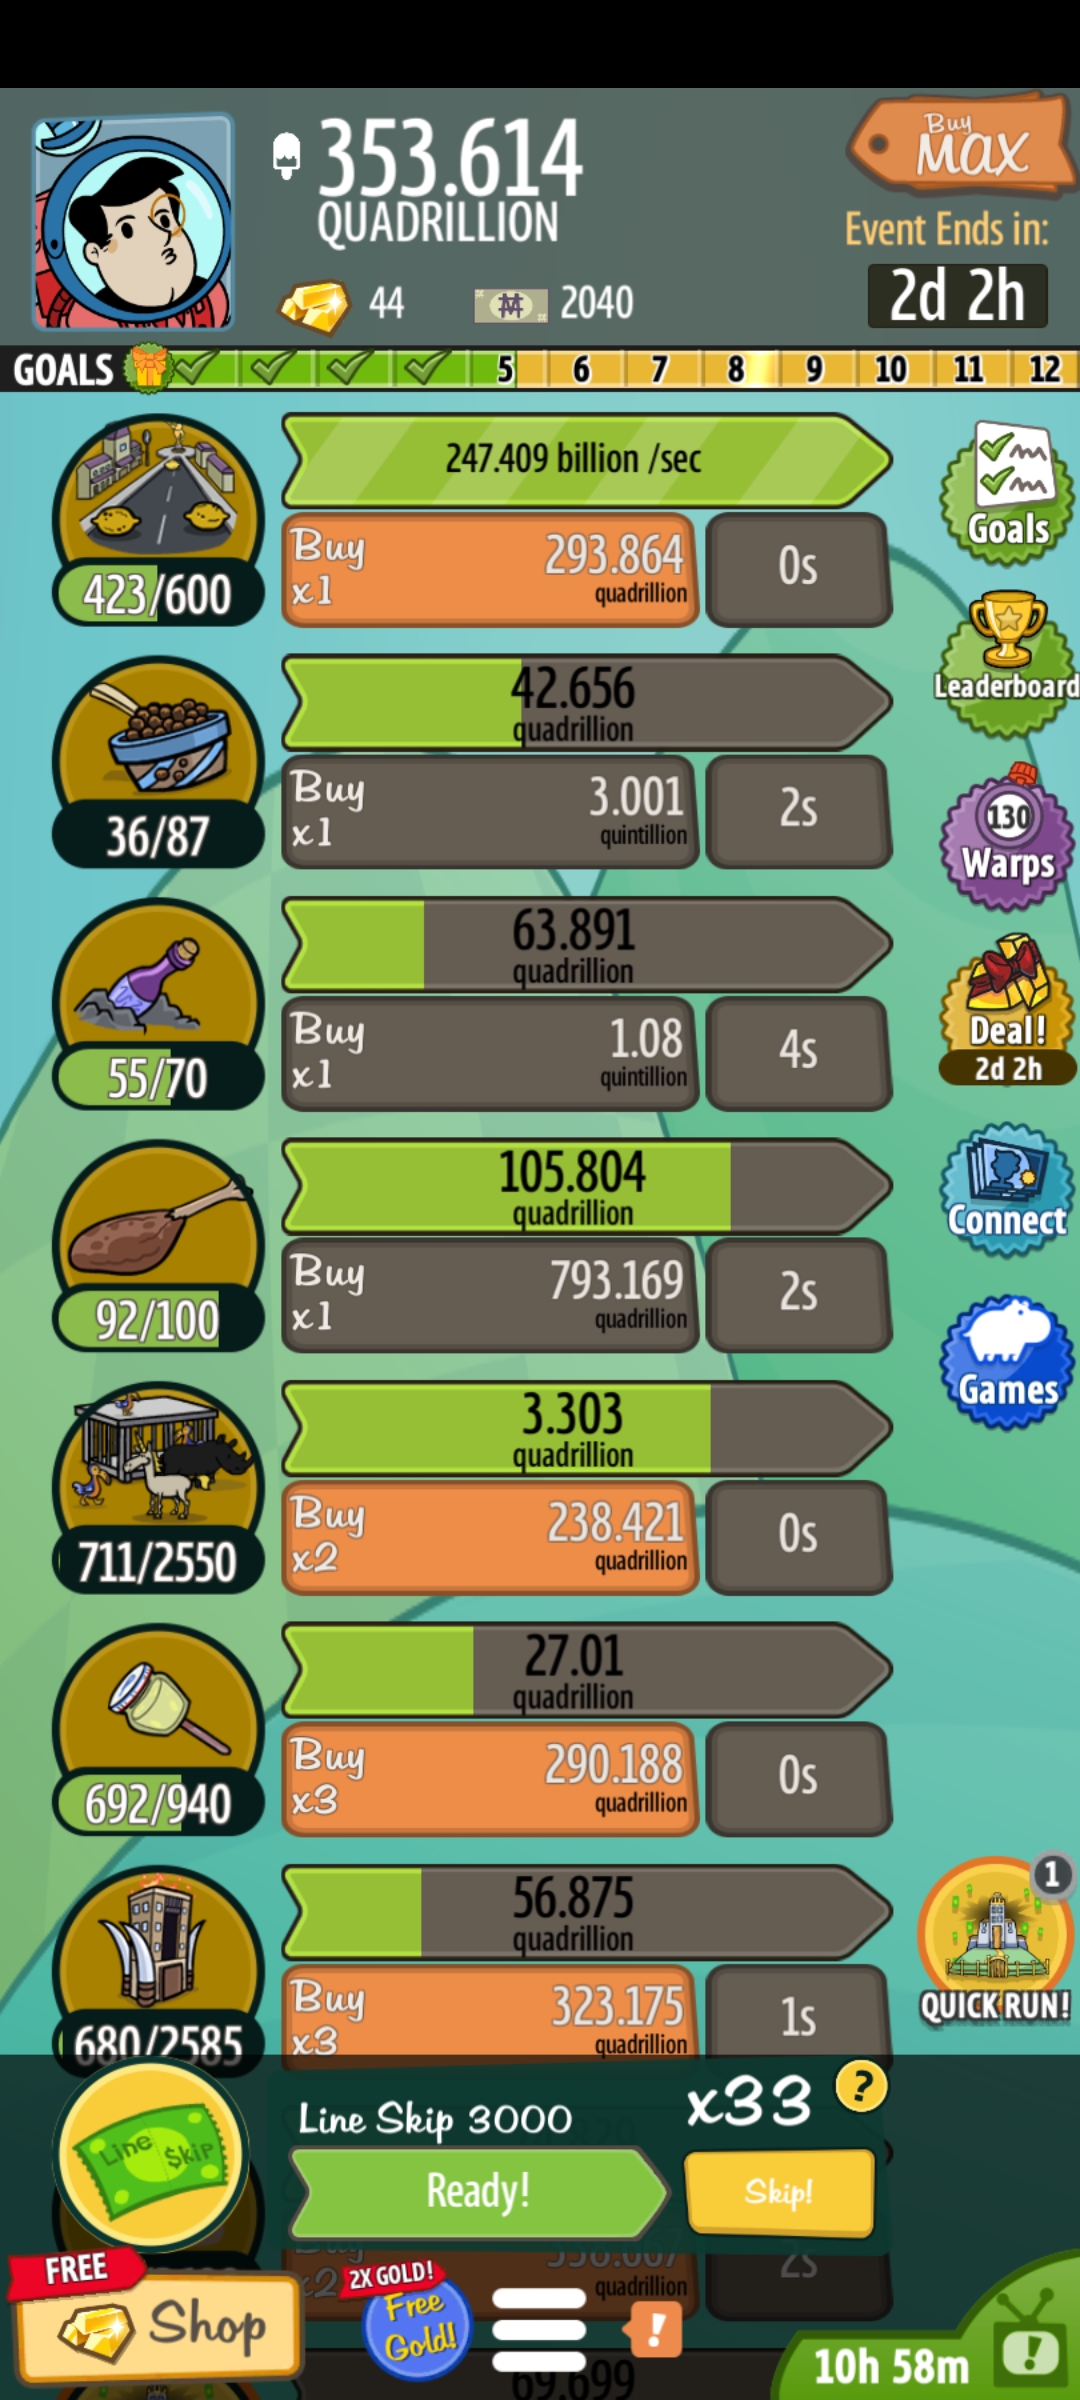 353.614
QUADRILLION
Buy
MAX
Event Ends in:
2d 2h
44
2040
GOALS
5 6 7 8 9 10 11 12
247.409 billion /sec
423/600
Buy
x1
293.864
quadrillion
0s
Goals
42.656
quadrillion
36/87
Buy
x1
3.001
quintillion
2s
Leaderboard
63.891
quadrillion
55/70
Buy
x1
1.08
quintillion
4s
130
Warps
Deal!
2d 2h
105.804
quadrillion
92/100
Buy
x1
793.169
quadrillion
2s
Connect
3.303
quadrillion
711/2550
Buy
x2
238.421
quadrillion
0s
Games
27.01
quadrillion
692/940
Buy
x3
290.188
quadrillion
0s
56.875
quadrillion
680/2585
Buy
x3
323.175
quadrillion
1s
1
QUICK RUN!
Line Skip
Line Skip 3000
x33
?
Ready!
Skip!
Buy
x2
quadrillion
2s
FREE
Shop
2X GOLD!
Free
Gold!
!
69.699
10h 58m
!